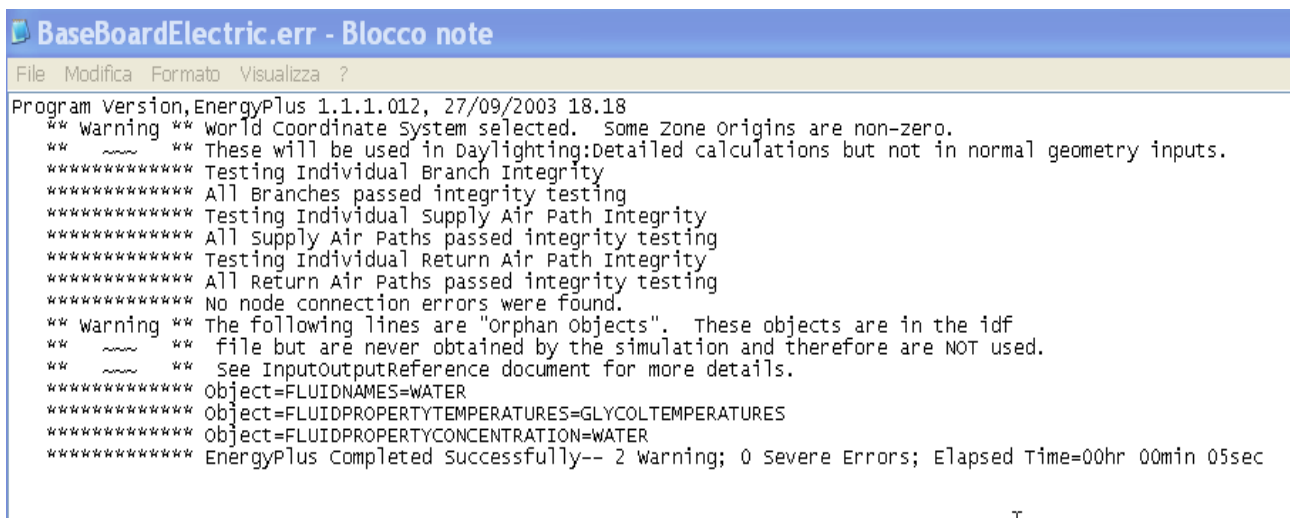 BaseBoardElectric.err - Blocco note
File Modifica Formato Visualizza ?
Program Version,EnergyPlus 1.1.1.012, 27/09/2003 18.18
** Warning ** World Coordinate System selected.  Some Zone Origins are non-zero.
**   ~~~   ** These will be used in Daylighting:Detailed calculations but not in normal geometry inputs.
************* Testing Individual Branch Integrity
************* All Branches passed integrity testing
************* Testing Individual Supply Air Path Integrity
************* All Supply Air Paths passed integrity testing
************* Testing Individual Return Air Path Integrity
************* All Return Air Paths passed integrity testing
************* No node connection errors were found.
** Warning ** The following lines are "Orphan Objects".  These objects are in the idf
**   ~~~   **  file but are never obtained by the simulation and therefore are NOT used.
**   ~~~   **  See InputOutputReference document for more details.
************* Object=FLUIDNAMES=WATER
************* Object=FLUIDPROPERTYTEMPERATURES=GLYCOLTEMPERATURES
************* Object=FLUIDPROPERTYCONCENTRATION=WATER
************* EnergyPlus Completed Successfully-- 2 Warning; 0 Severe Errors; Elapsed Time=00hr 00min 05sec